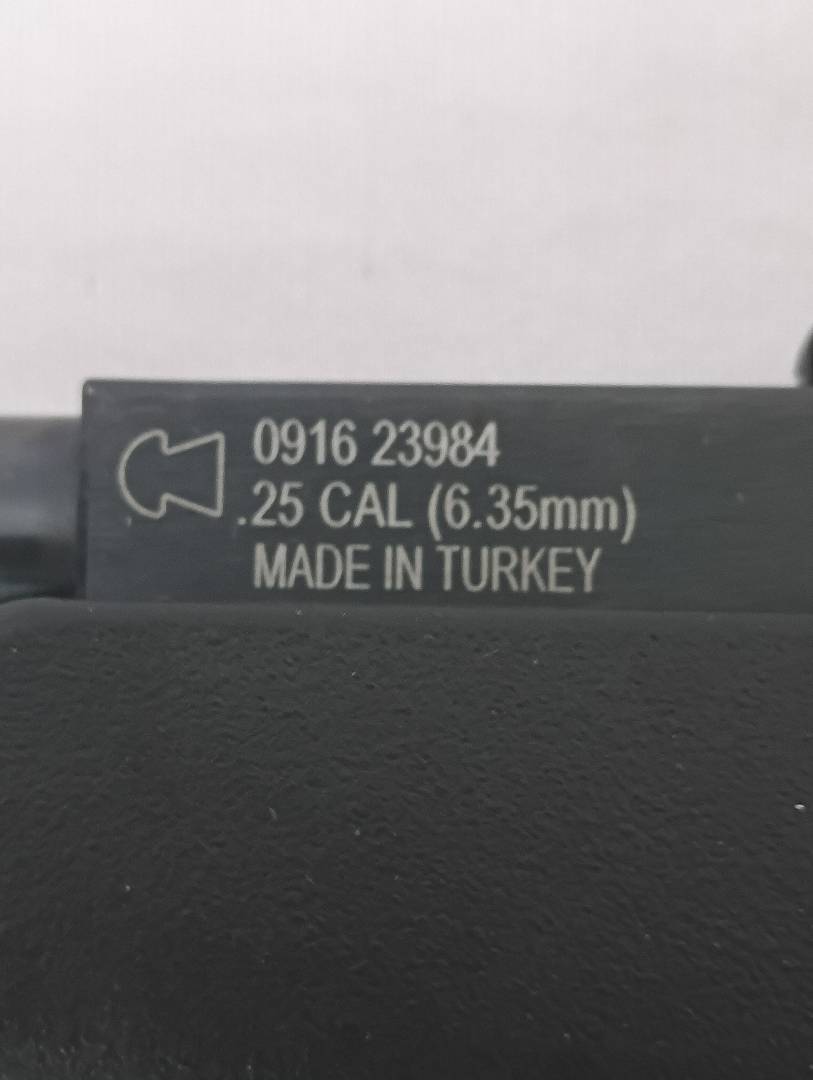 0916 23984
.25 CAL (6.35mm)
MADE IN TURKEY